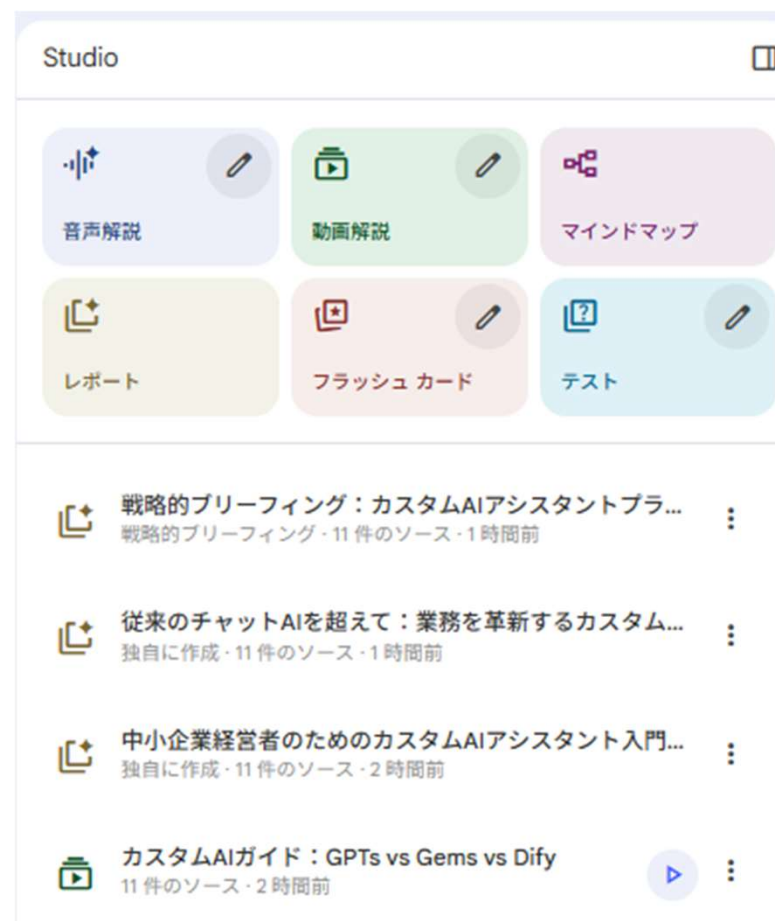 Studio
音声解説
動画解説
マインドマップ
レポート
フラッシュ カード
テスト
戦略的ブリーフィング：カスタムAIアシスタントプラ...
戦略的ブリーフィング · 11 件のソース · 1 時間前
従来のチャットAIを超えて：業務を革新するカスタム...
独自に作成 · 11 件のソース · 1 時間前
中小企業経営者のためのカスタムAIアシスタント入門...
独自に作成 · 11 件のソース · 2 時間前
カスタムAIガイド：GPTs vs Gems vs Dify
11 件のソース · 2 時間前